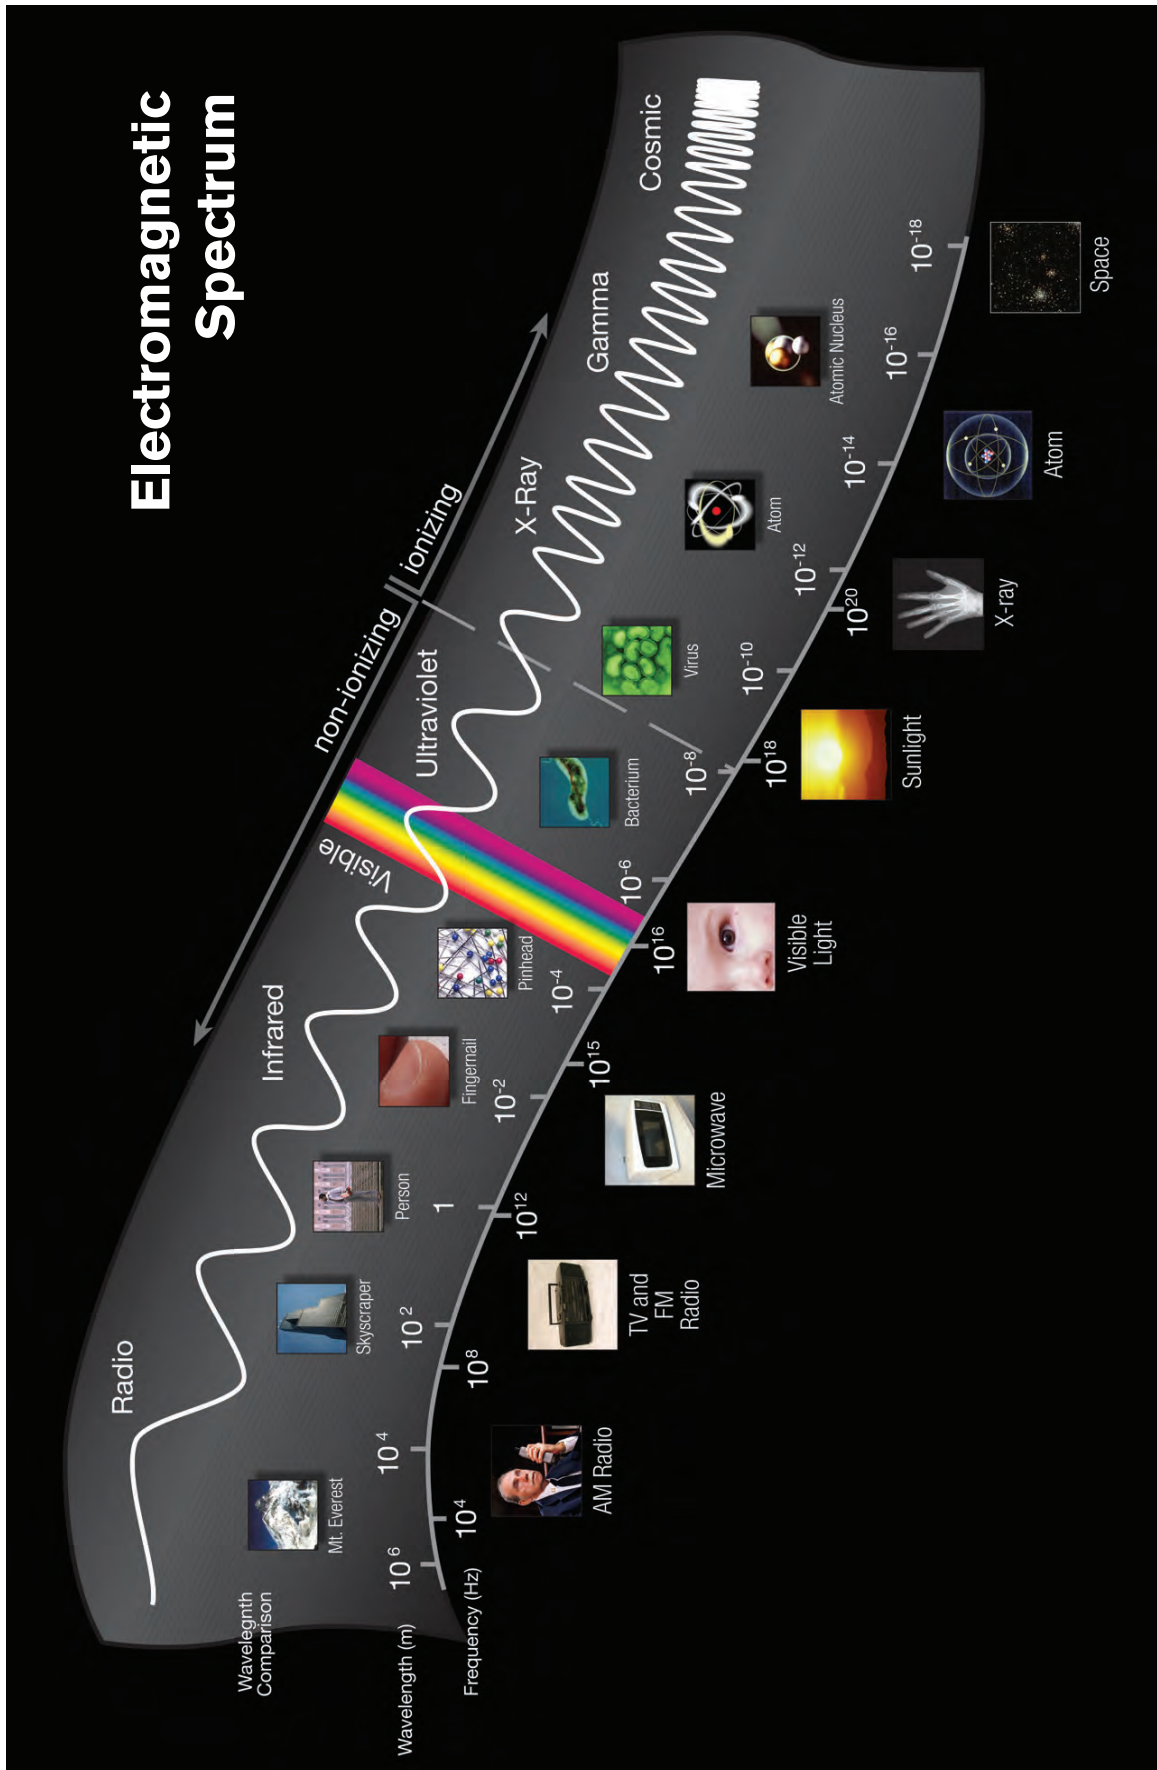 Electromagnetic
Spectrum
non-ionizing
ionizing
Radio
Infrared
Visible
Ultraviolet
X-Ray
Gamma
Cosmic
Wavelegnth
Comparison
Mt. Everest
Skyscraper
Person
Fingernail
Pinhead
Bacterium
Virus
Atom
Atomic Nucleus
Wavelength (m)
10⁶
10⁴
10²
1
10⁻²
10⁻⁴
10⁻⁶
10⁻⁸
10⁻¹⁰
10⁻¹²
10⁻¹⁴
10⁻¹⁶
10⁻¹⁸
Frequency (Hz)
10⁴
10⁸
10¹²
10¹⁵
10¹⁶
10¹⁸
10²⁰
AM Radio
TV and
FM
Radio
Microwave
Visible
Light
Sunlight
X-ray
Atom
Space